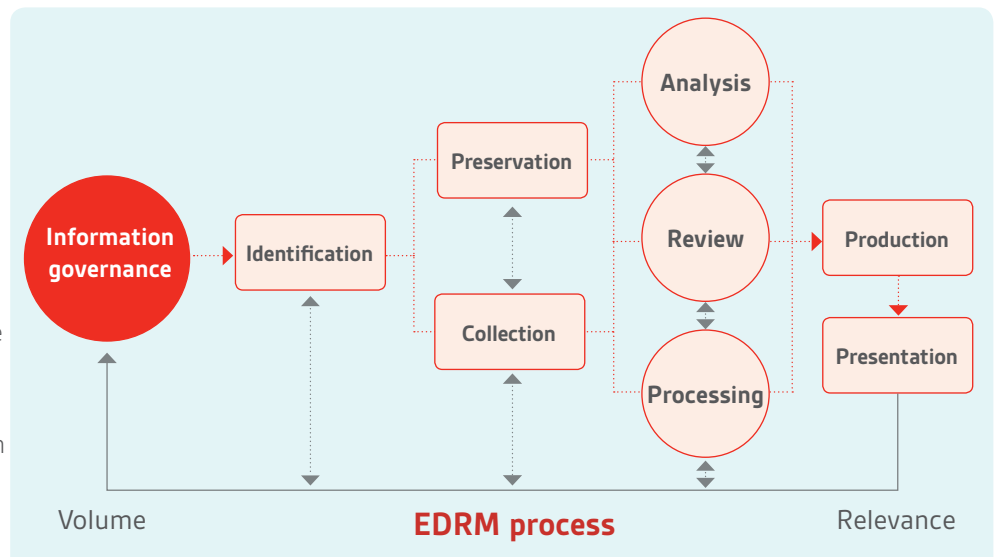 Analysis
Preservation
Information
governance
Identification
Review
Production
Collection
Presentation
Processing
Volume
EDRM process
Relevance